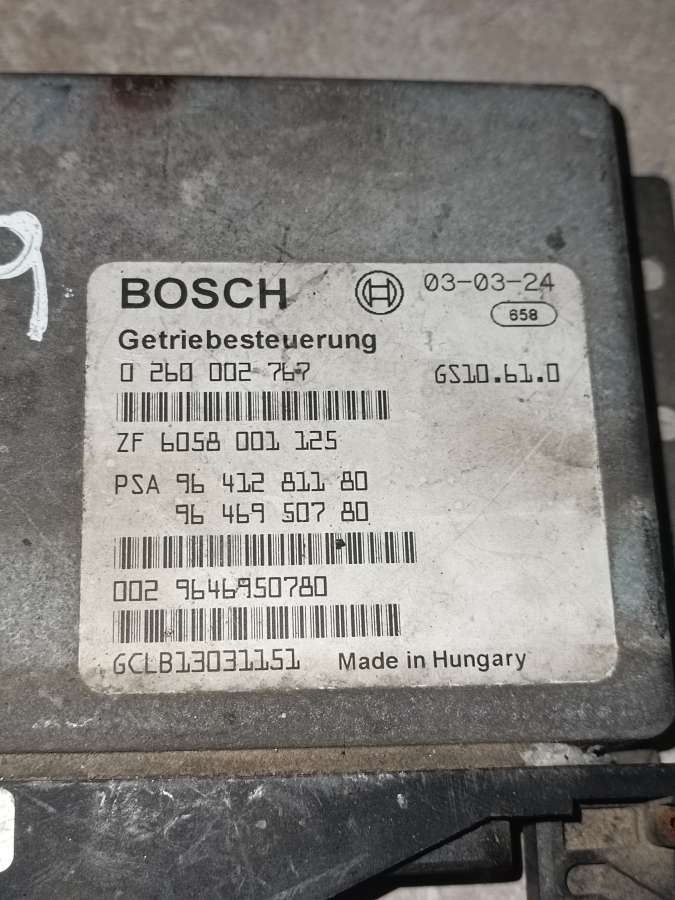 9
BOSCH 03-03-24
658
Getriebesteuerung
0 260 002 767 GS10.61.0
ZF 6058 001 125
PSA 96 412 811 80
96 469 507 80
002 9646950780
GCLB13031151 Made in Hungary